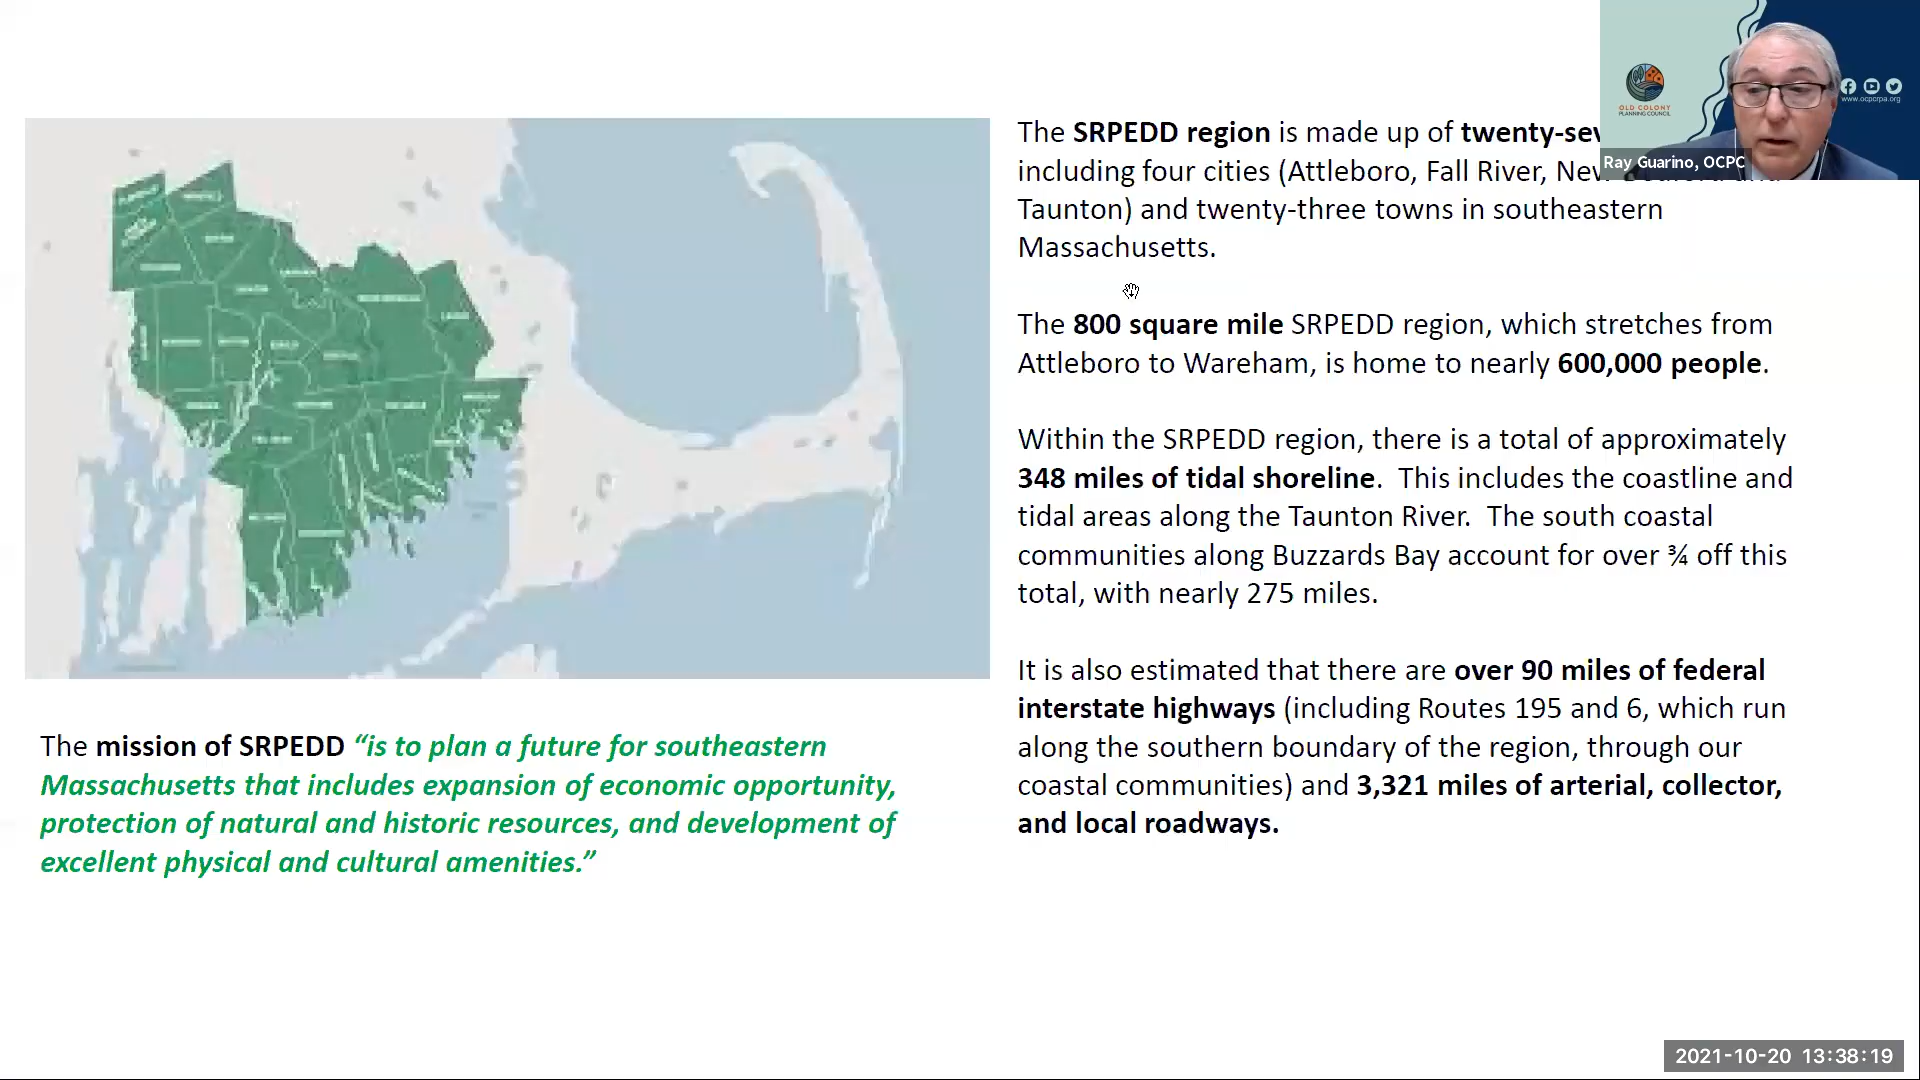 The SRPEDD region is made up of
including four cities (Attleboro, Fall River, New
Taunton) and twenty-three towns in southeastern
Massachusetts.
The 800 square mile SRPEDD region, which stretches from
Attleboro to Wareham, is home to nearly 600,000 people.
Within the SRPEDD region, there is a total of approximately
348 miles of tidal shoreline. This includes the coastline and
tidal areas along the Taunton River. The south coastal
communities along Buzzards Bay account for over ¾ off this
total, with nearly 275 miles.
It is also estimated that there are over 90 miles of federal
interstate highways (including Routes 195 and 6, which run
along the southern boundary of the region, through our
coastal communities) and 3,321 miles of arterial, collector,
and local roadways.
The mission of SRPEDD “is to plan a future for southeastern
Massachusetts that includes expansion of economic opportunity,
protection of natural and historic resources, and development of
excellent physical and cultural amenities.”
OLD COLONY
PLANNING COUNCIL
www.ocpcrpa.org
Ray Guarino, OCPC
2021-10-20 13:38:19